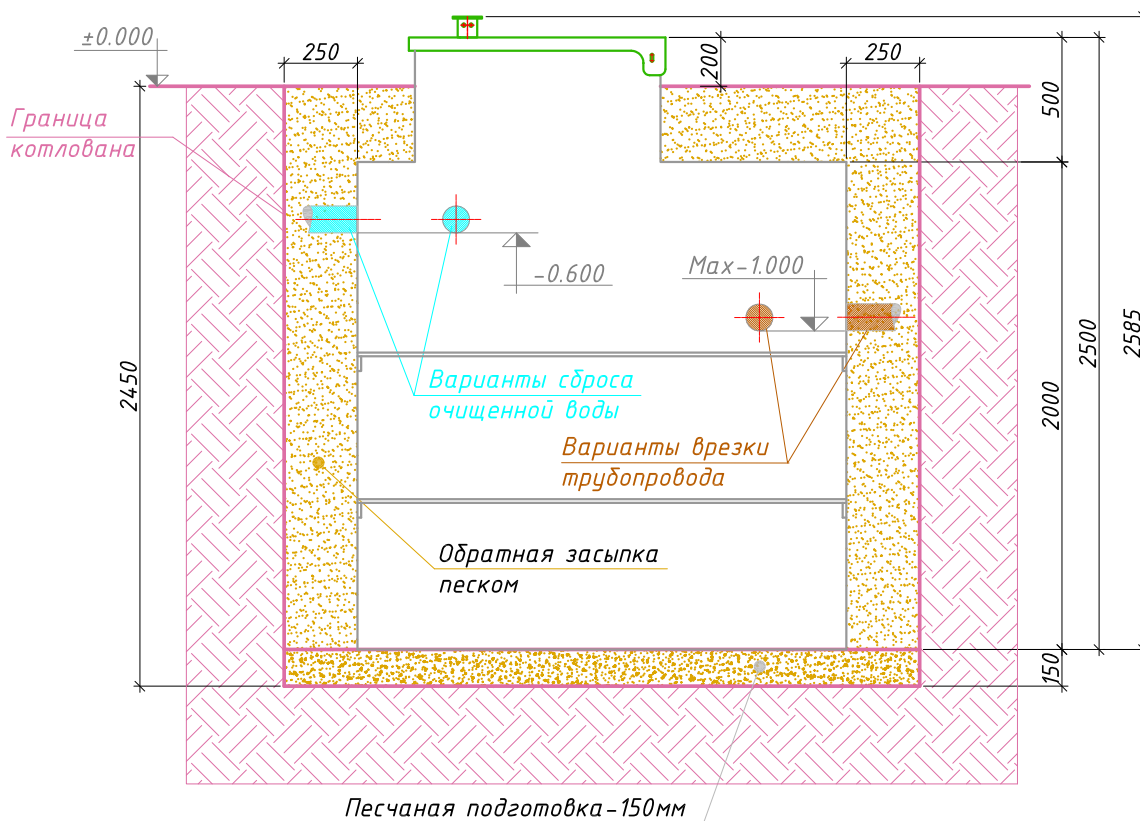 ±0.000
250
200
250
500
Граница
котлована
-0.600
Max-1.000
2585
2500
2450
2000
Варианты сброса
очищенной воды
Варианты врезки
трубопровода
Обратная засыпка
песком
150
Песчаная подготовка-150мм